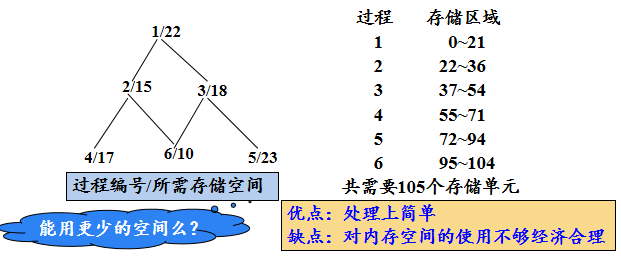 1/22
2/15
3/18
4/17
6/10
5/23
过程编号/所需存储空间
能用更少的空间么?
过程 存储区域
1 0~21
2 22~36
3 37~54
4 55~71
5 72~94
6 95~104
共需要105个存储单元
优点：处理上简单
缺点：对内存空间的使用不够经济合理